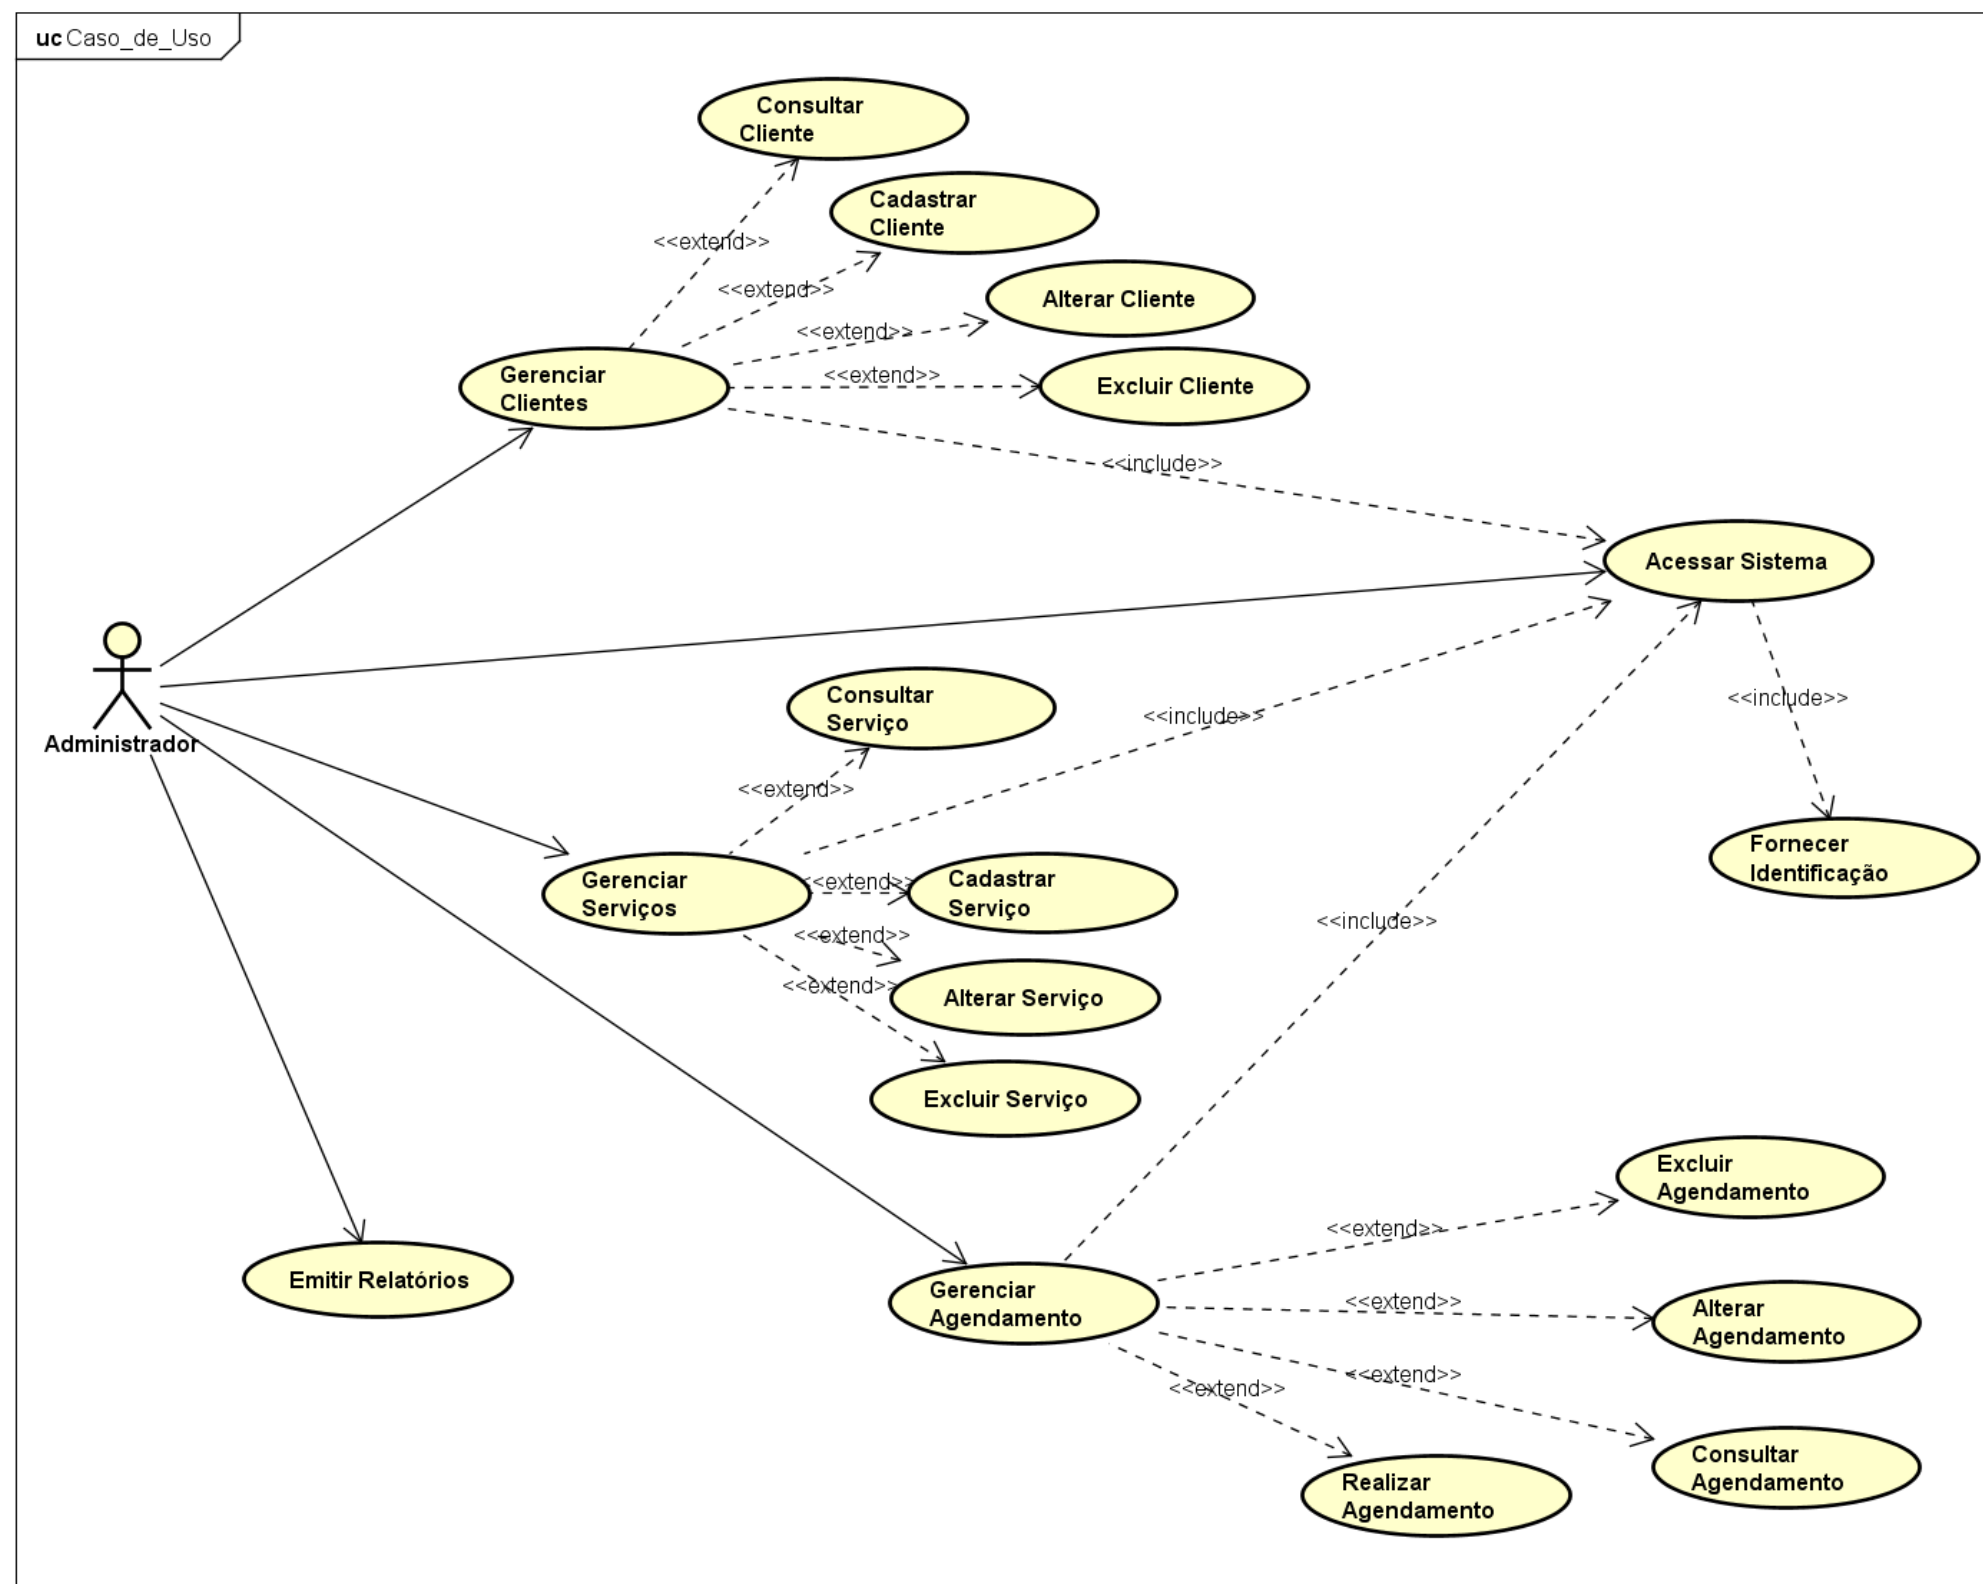 uc Caso_de_Uso
Consultar
Cliente
Cadastrar
Cliente
<<extend>>
<<extend>>
Alterar Cliente
<<extend>>
Gerenciar
Clientes
<<extend>>
Excluir Cliente
<<include>>
Acessar Sistema
Administrador
Consultar
Serviço
<<include>>
<<include>>
<<extend>>
Fornecer
Identificação
Gerenciar
Serviços
<<extend>>
Cadastrar
Serviço
<<include>>
<<extend>>
<<extend>>
Alterar Serviço
Excluir Serviço
Excluir
Agendamento
<<extend>>
Emitir Relatórios
Gerenciar
Agendamento
<<extend>>
Alterar
Agendamento
<<extend>>
<<extend>>
Consultar
Agendamento
Realizar
Agendamento